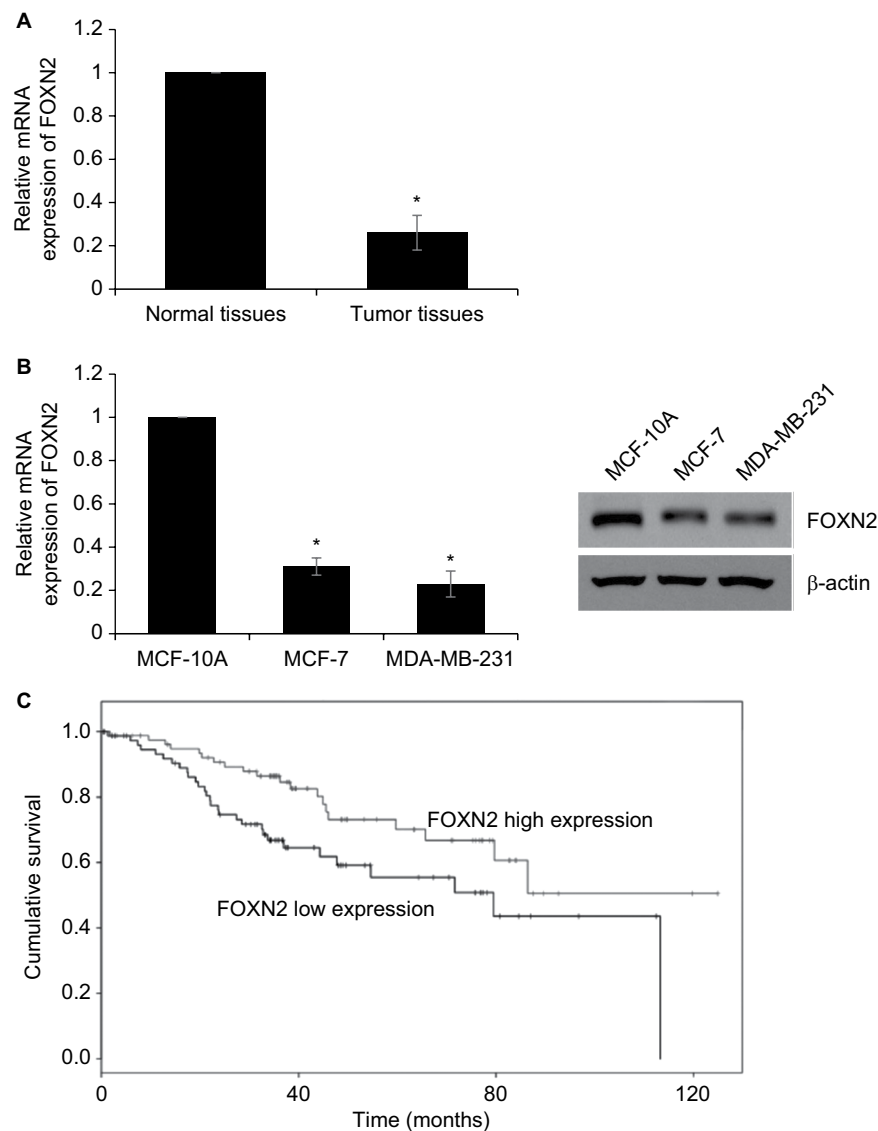 A
Relative mRNA
expression of FOXN2
1.2
1
0.8
0.6
0.4
0.2
0
*
Normal tissues
Tumor tissues
B
Relative mRNA
expression of FOXN2
1.2
1
0.8
0.6
0.4
0.2
0
*
*
MCF-10A
MCF-7
MDA-MB-231
MCF-10A
MCF-7
MDA-MB-231
FOXN2
β-actin
C
Cumulative survival
1.0
0.8
0.6
0.4
0.2
0.0
FOXN2 high expression
FOXN2 low expression
0
40
80
120
Time (months)